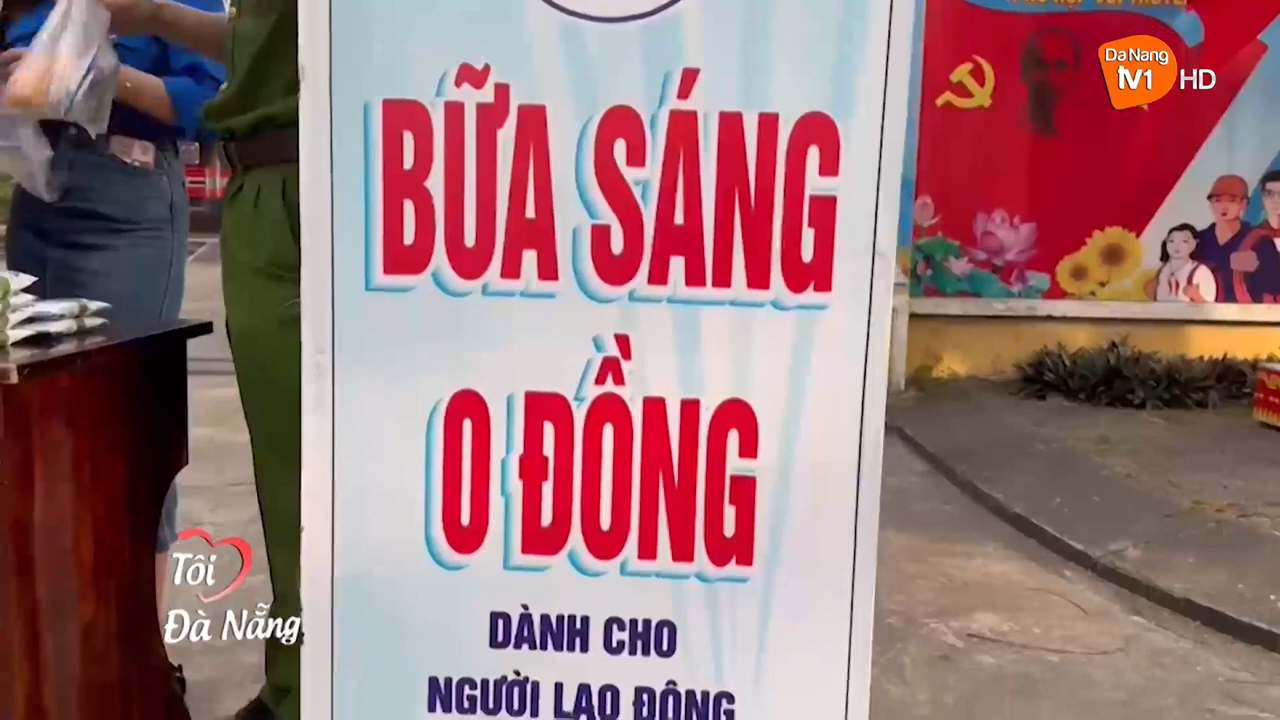 Da Nang
tv1 HD
BỮA SÁNG
0 ĐỒNG
DÀNH CHO
NGƯỜI LAO ĐỘNG
Tôi
Đà Nẵng